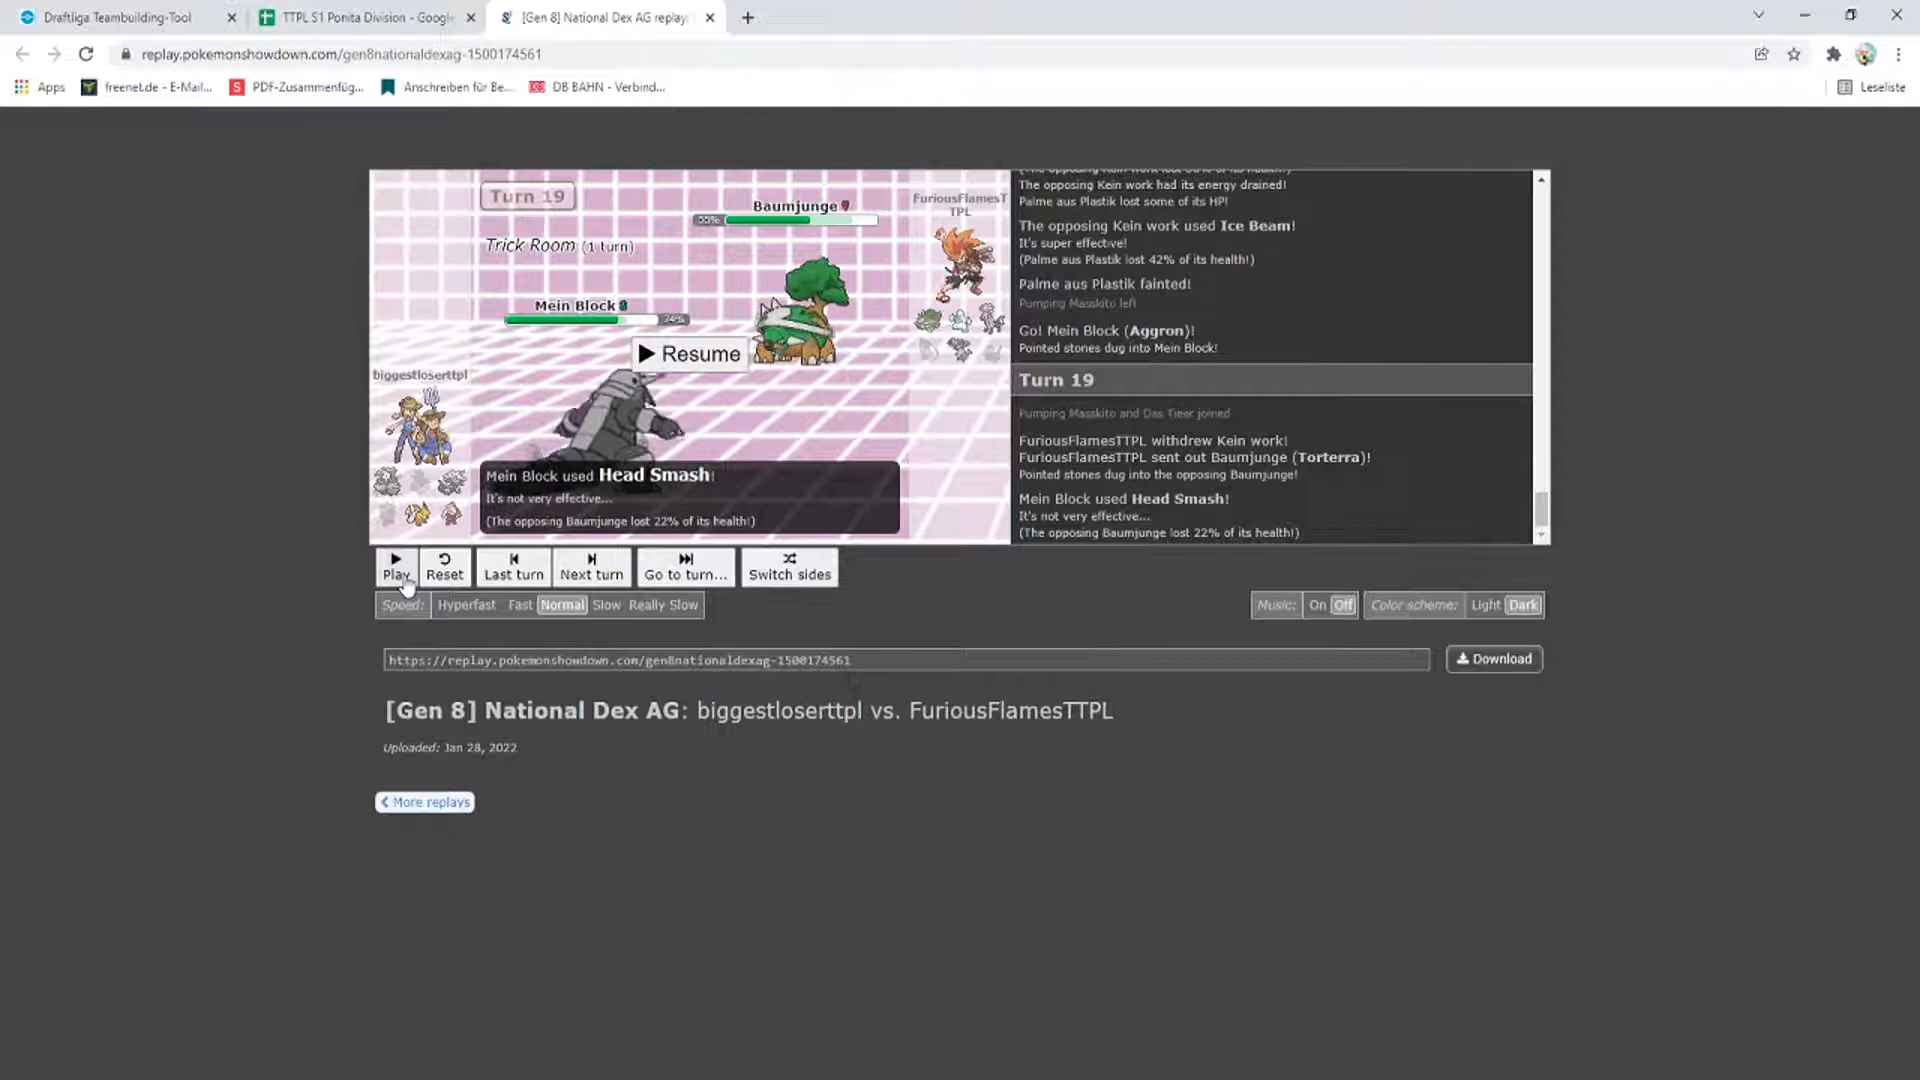 Draftliga Teambuilding-Tool
TTPL S1 Ponita Division - Google
[Gen 8] National Dex AG replay:
replay.pokemonshowdown.com/gen8nationaldexag-1500174561
Apps
freenet.de - E-Mail...
PDF-Zusammenfüg...
Anschreiben für Be...
DB BAHN - Verbind...
Leseliste
Turn 19
Trick Room (1 turn)
Baumjunge
55%
Mein Block
74%
FuriousFlamesT
TPL
biggestloserttpl
Resume
Mein Block used Head Smash!
It's not very effective...
(The opposing Baumjunge lost 22% of its health!)
The opposing Kein work had its energy drained!
Palme aus Plastik lost some of its HP!
The opposing Kein work used Ice Beam!
It's super effective!
(Palme aus Plastik lost 42% of its health!)
Palme aus Plastik fainted!
Pumping Masskito left
Go! Mein Block (Aggron)!
Pointed stones dug into Mein Block!
Turn 19
Pumping Masskito and Das Tieer joined
FuriousFlamesTTPL withdrew Kein work!
FuriousFlamesTTPL sent out Baumjunge (Torterra)!
Pointed stones dug into the opposing Baumjunge!
Mein Block used Head Smash!
It's not very effective...
(The opposing Baumjunge lost 22% of its health!)
Play
Reset
Last turn
Next turn
Go to turn...
Switch sides
Speed: Hyperfast Fast Normal Slow Really Slow
Music: On Off
Color scheme: Light Dark
https://replay.pokemonshowdown.com/gen8nationaldexag-1500174561
Download
[Gen 8] National Dex AG: biggestloserttpl vs. FuriousFlamesTTPL
Uploaded: Jan 28, 2022
More replays